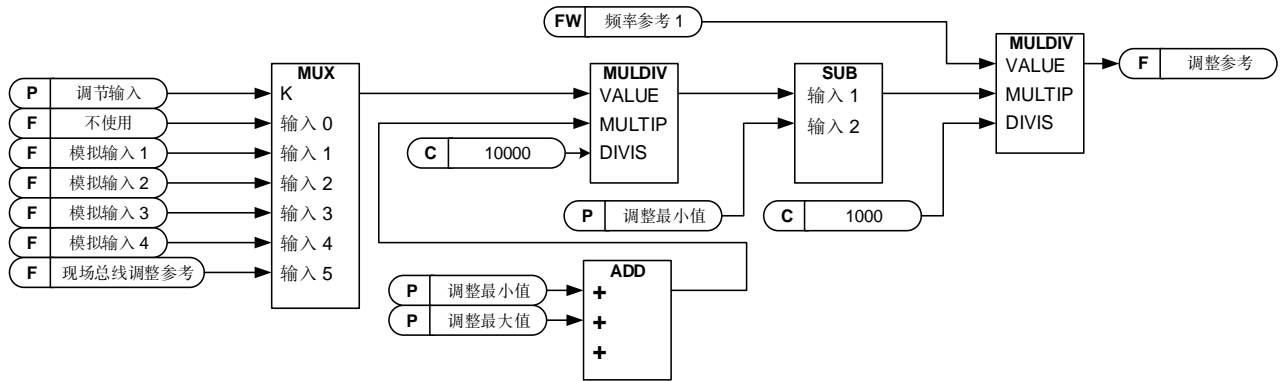 FW 频率参考 1
MULDIV
VALUE
MULTIP
DIVIS
F 调整参考
P 调节输入
F 不使用
F 模拟输入 1
F 模拟输入 2
F 模拟输入 3
F 模拟输入 4
F 现场总线调整参考
MUX
K
输入 0
输入 1
输入 2
输入 3
输入 4
输入 5
C 10000
MULDIV
VALUE
MULTIP
DIVIS
P 调整最小值
SUB
输入 1
输入 2
C 1000
P 调整最小值
P 调整最大值
ADD
+
+
+